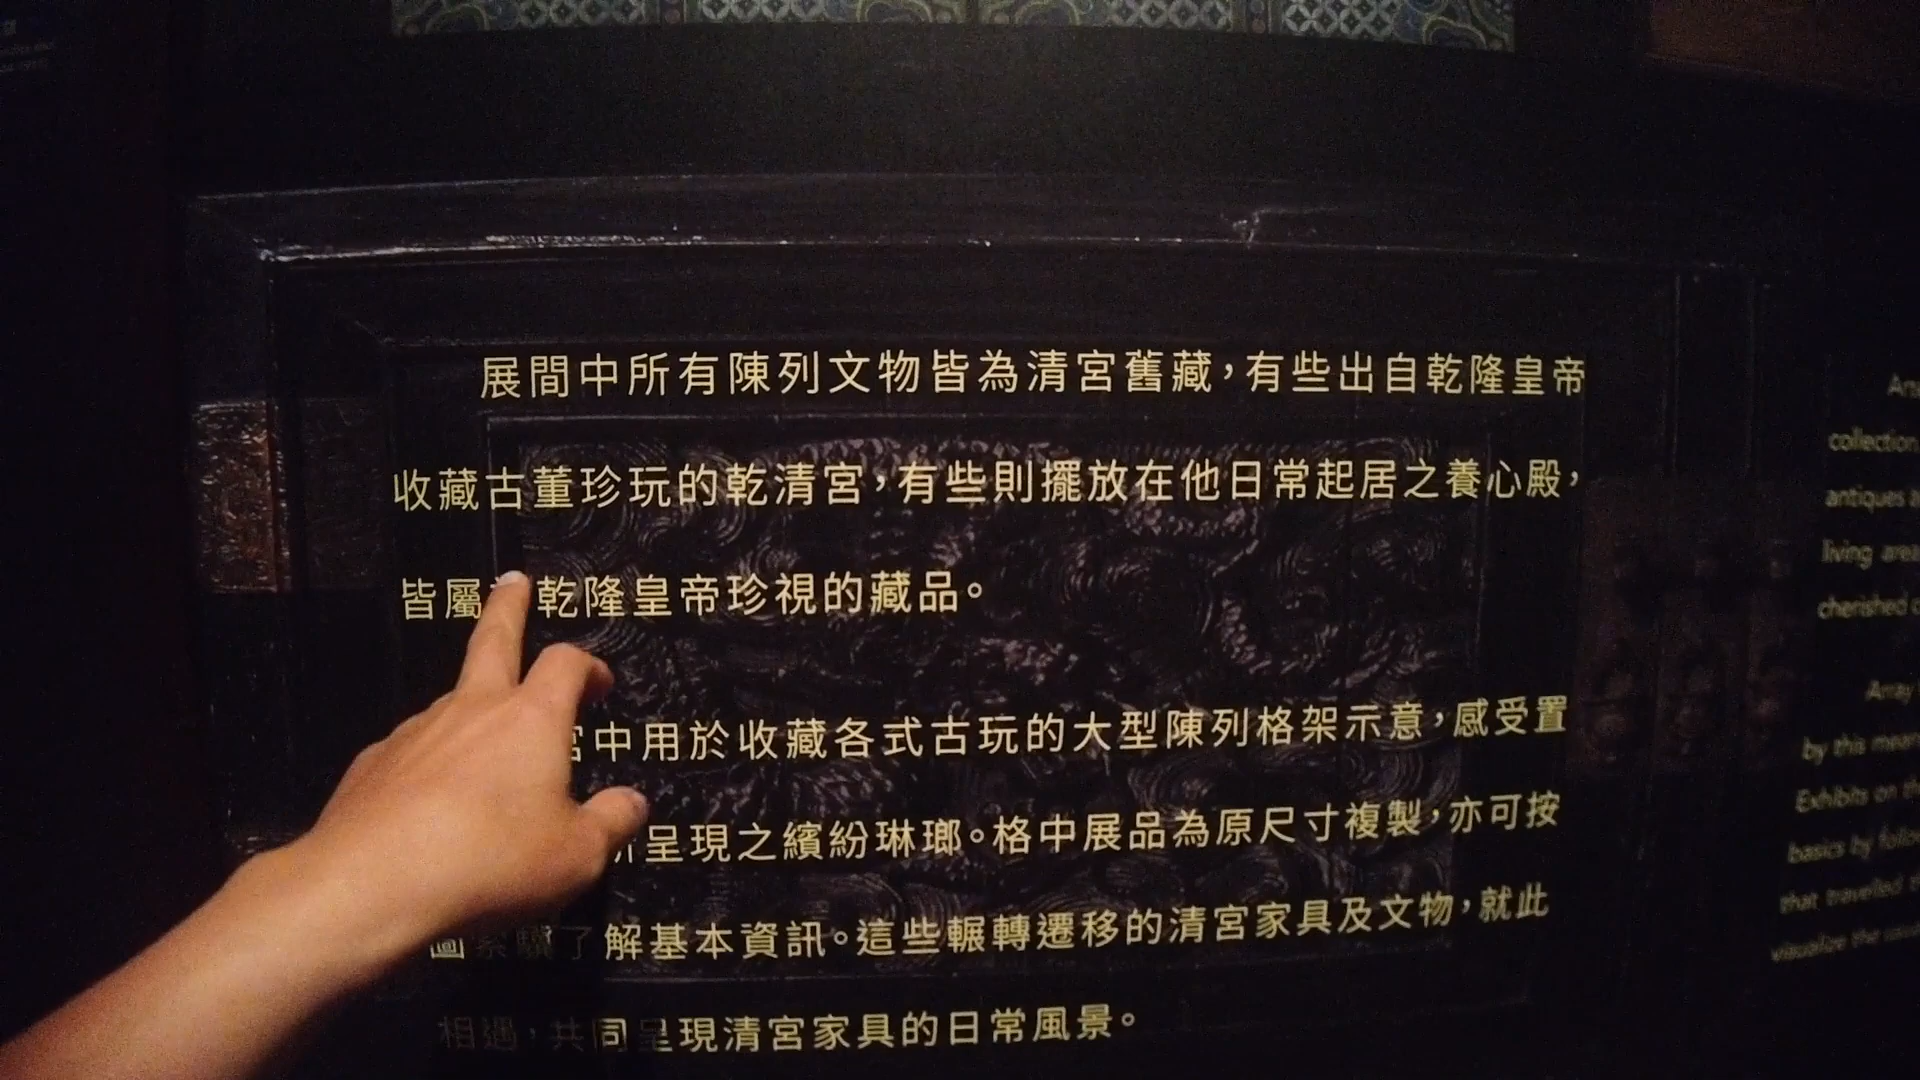 展間中所有陳列文物皆為清宮舊藏，有些出自乾隆皇帝
收藏古董珍玩的乾清宮，有些則擺放在他日常起居之養心殿，
皆屬 乾隆皇帝珍視的藏品。
宮中用於收藏各式古玩的大型陳列格架示意，感受置
所呈現之繽紛琳瑯。格中展品為原尺寸複製，亦可按
圖索驥了解基本資訊。這些輾轉遷移的清宮家具及文物，就此
相遇，共同呈現清宮家具的日常風景。
collection
antiques
living area
cherished
Array
by this
Exhibits on
basics by
that travelled
visualize the